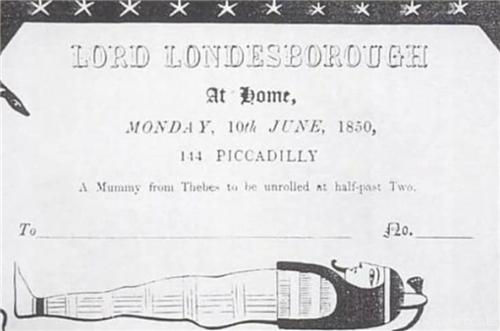 LORD LONDESBOROUGH
At Home,
MONDAY, 10th JUNE, 1850,
144 PICCADILLY
A Mummy from Thebes to be unrolled at half-past Two.
To No.